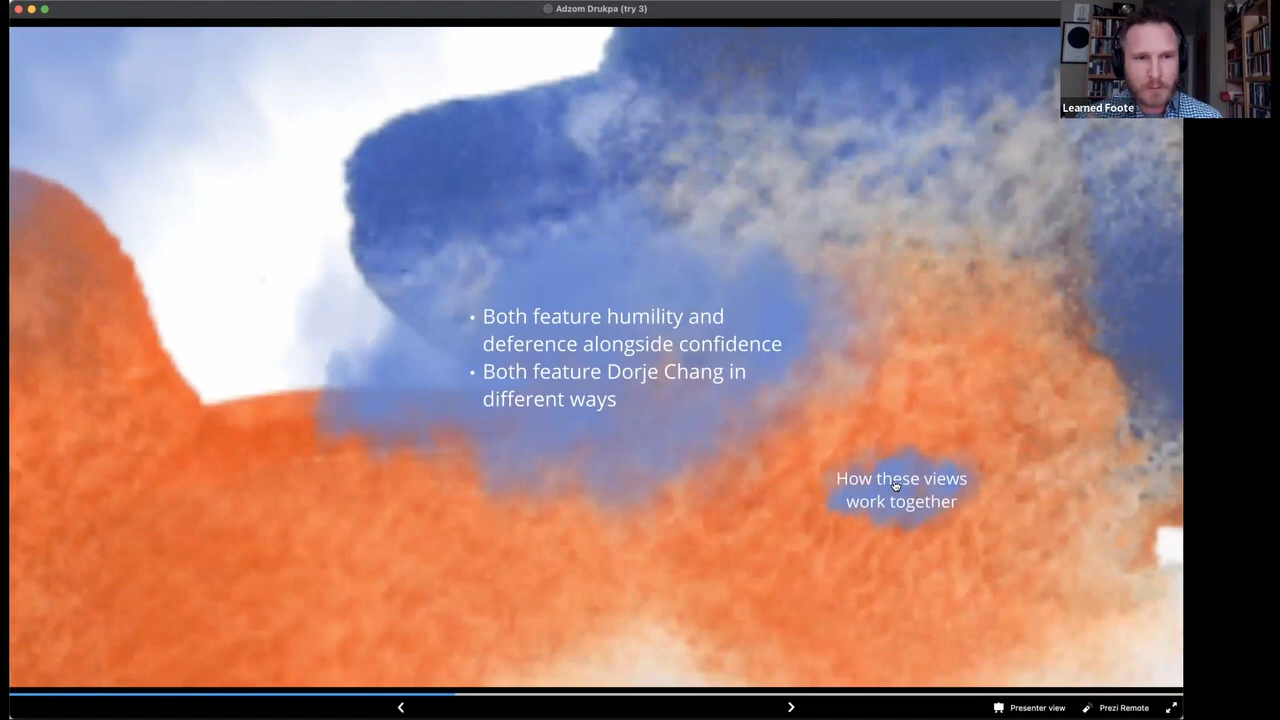 Adzom Drukpa (try 3)
Learned Foote
• Both feature humility and
deference alongside confidence
• Both feature Dorje Chang in
different ways
How these views
work together
Presenter view
Prezi Remote